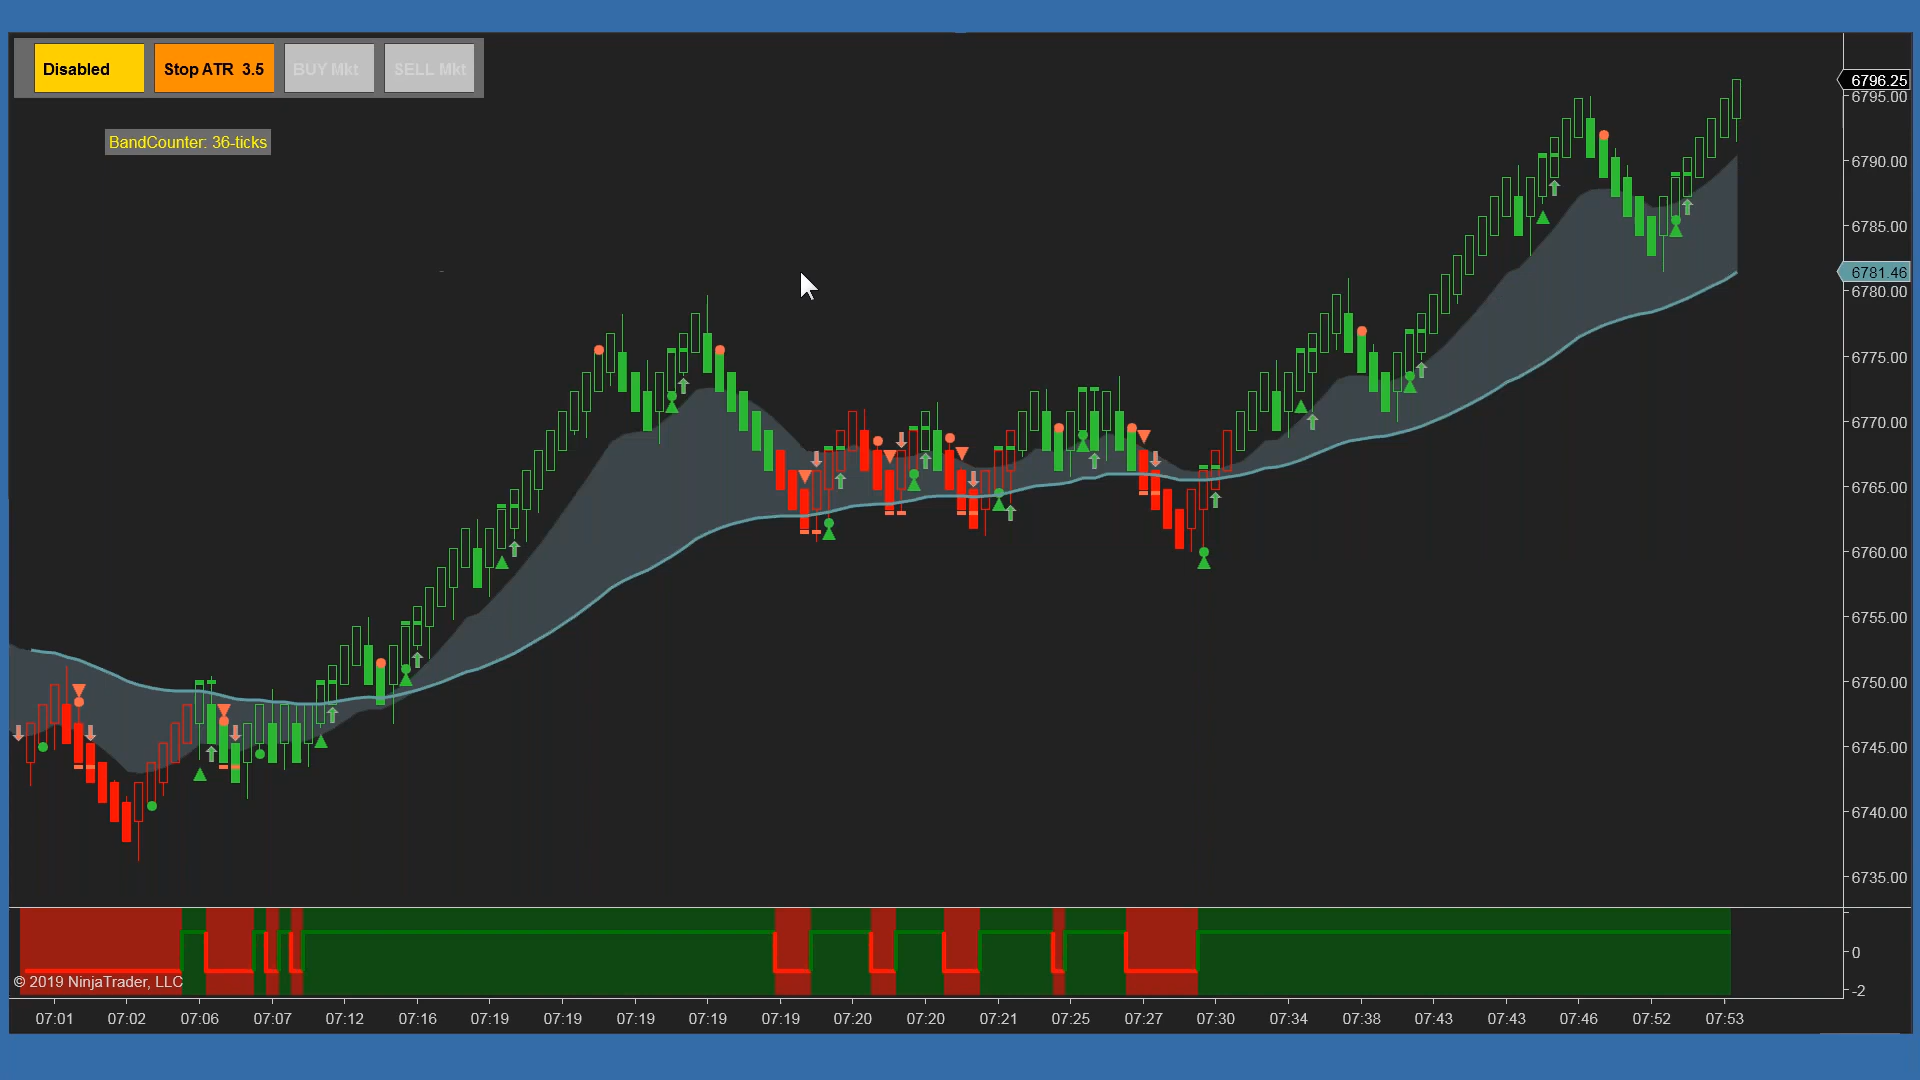 Disabled
Stop ATR 3.5
BUY Mkt
SELL Mkt
BandCounter: 36-ticks
6796.25
6795.00
6790.00
6785.00
6781.46
6780.00
6775.00
6770.00
6765.00
6760.00
6755.00
6750.00
6745.00
6740.00
6735.00
0
-2
© 2019 NinjaTrader, LLC
07:01 07:02 07:06 07:07 07:12 07:16 07:19 07:19 07:19 07:19 07:19 07:20 07:20 07:21 07:25 07:27 07:30 07:34 07:38 07:43 07:43 07:46 07:52 07:53